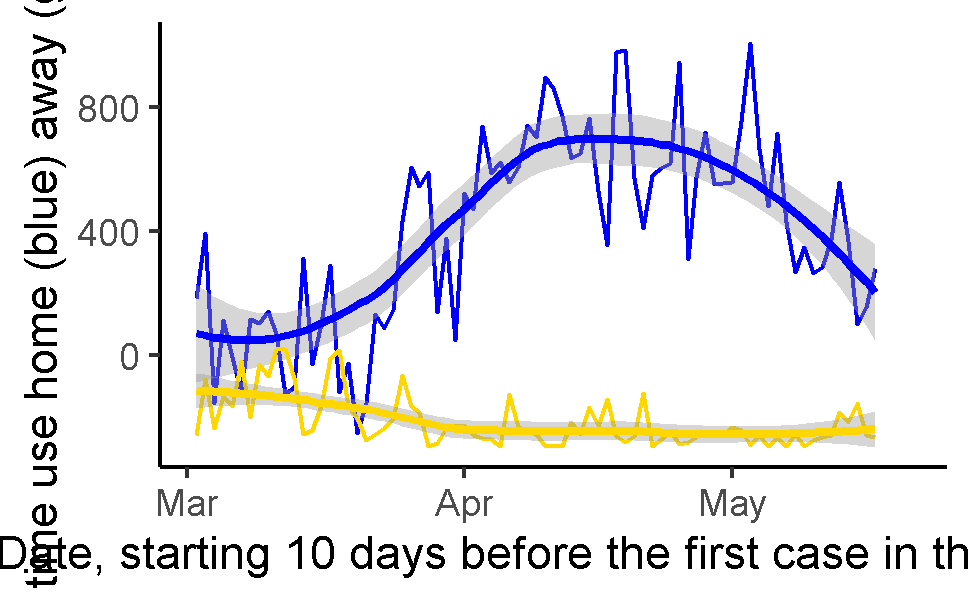 time use home (blue) away (
800
400
0
Mar Apr May
Date, starting 10 days before the first case in th